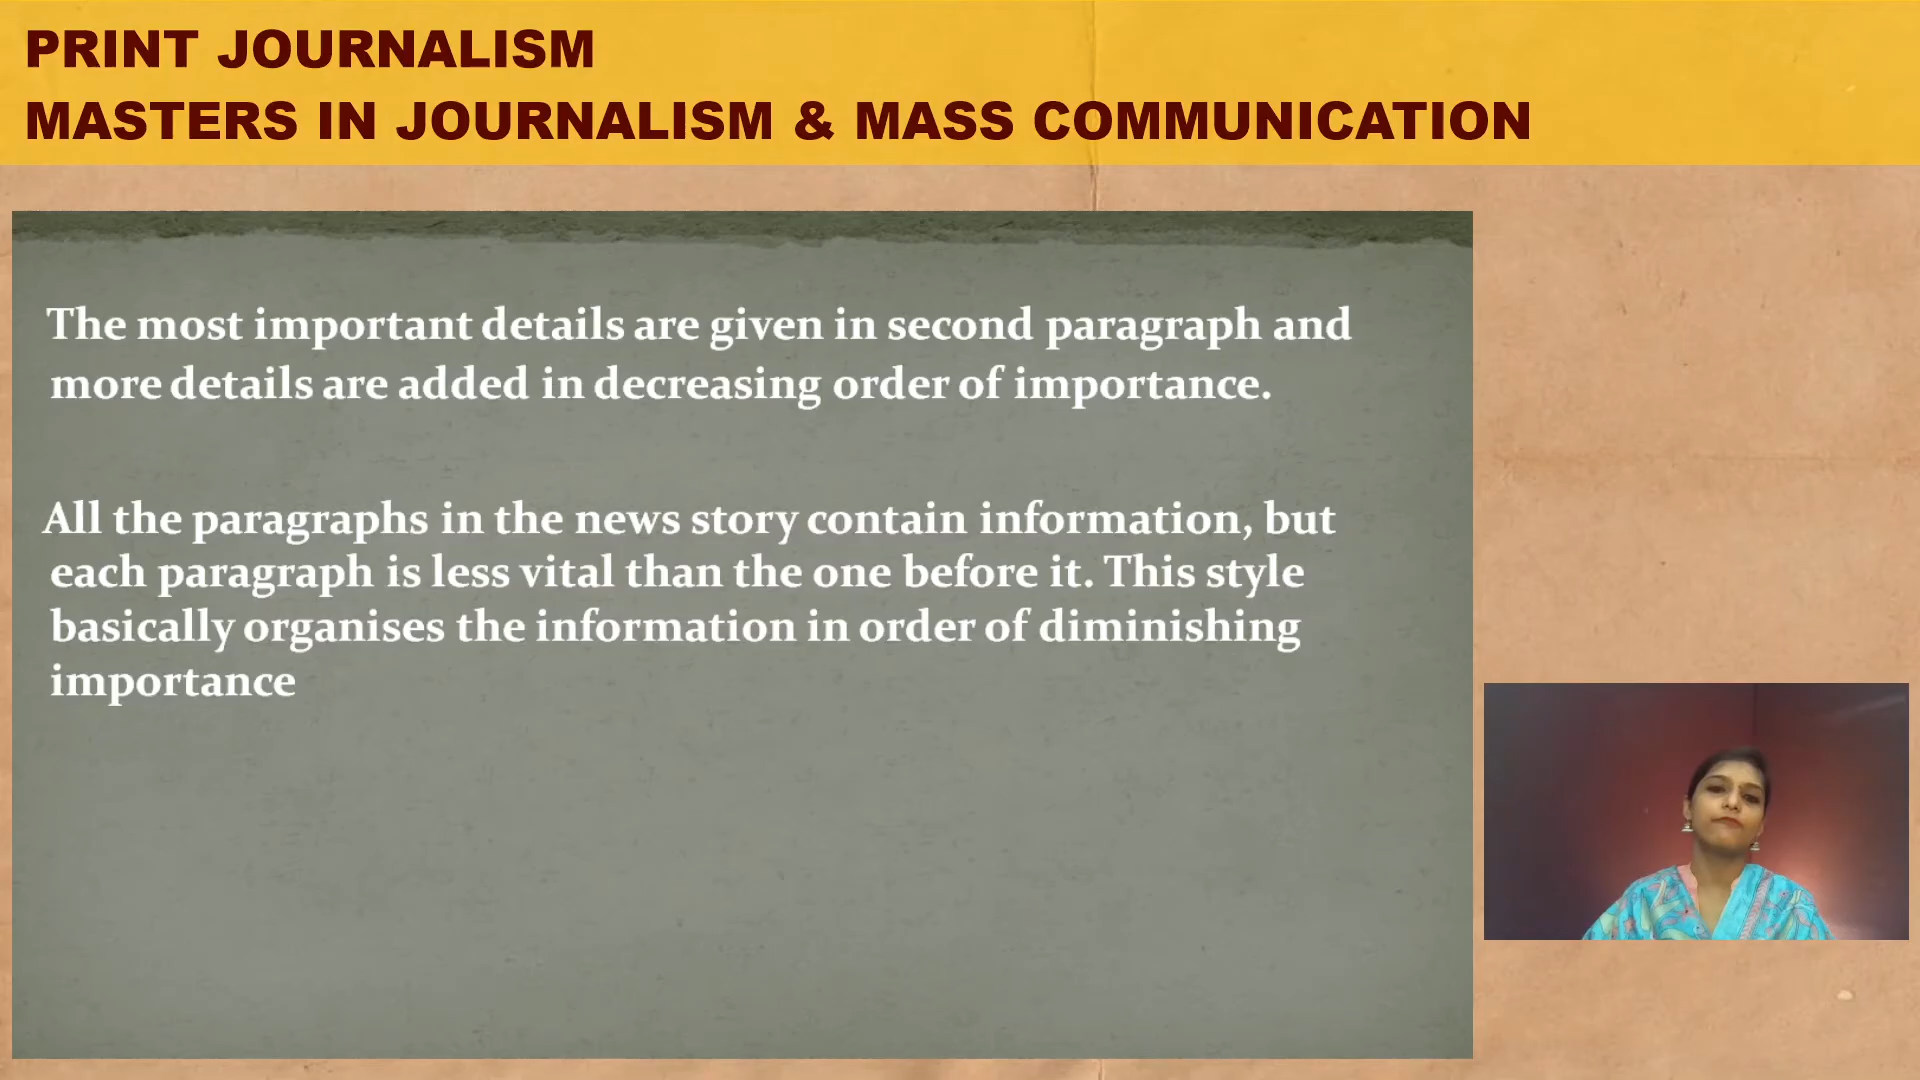 PRINT JOURNALISM
MASTERS IN JOURNALISM & MASS COMMUNICATION
The most important details are given in second paragraph and
more details are added in decreasing order of importance.
All the paragraphs in the news story contain information, but
each paragraph is less vital than the one before it. This style
basically organises the information in order of diminishing
importance